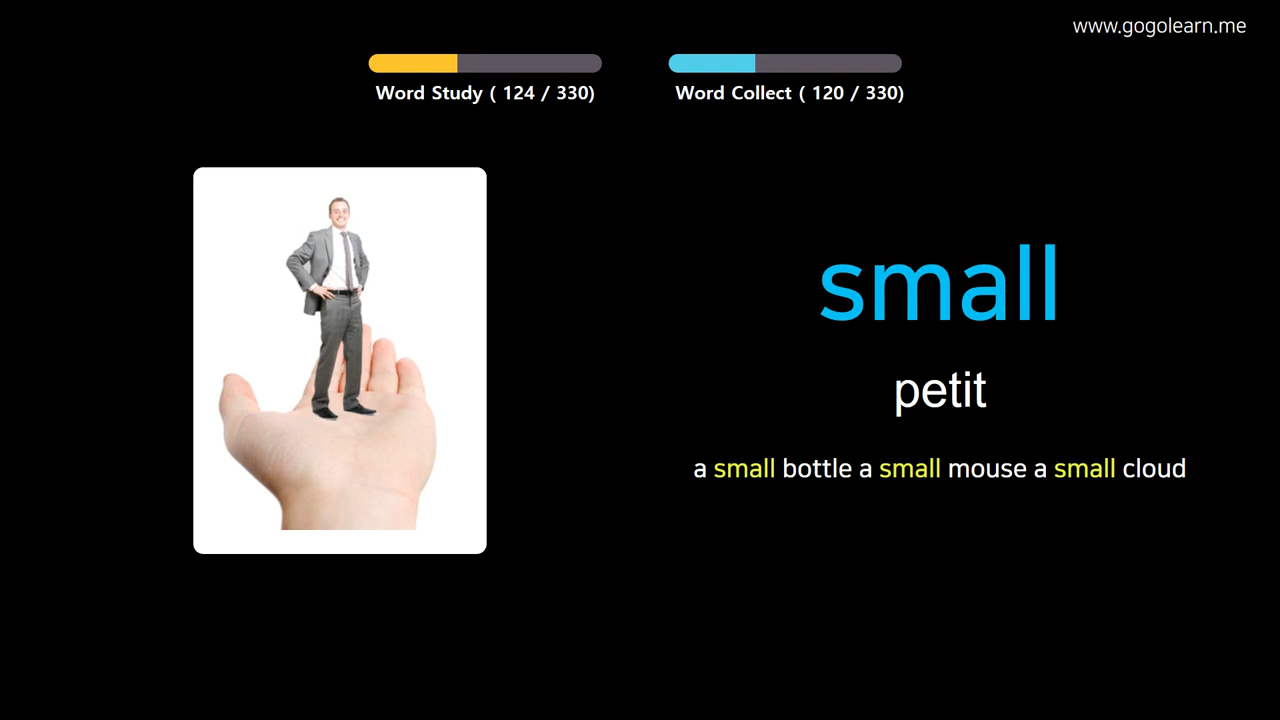 www.gogolearn.me
Word Study ( 124 / 330)
Word Collect ( 120 / 330)
small
petit
a small bottle a small mouse a small cloud